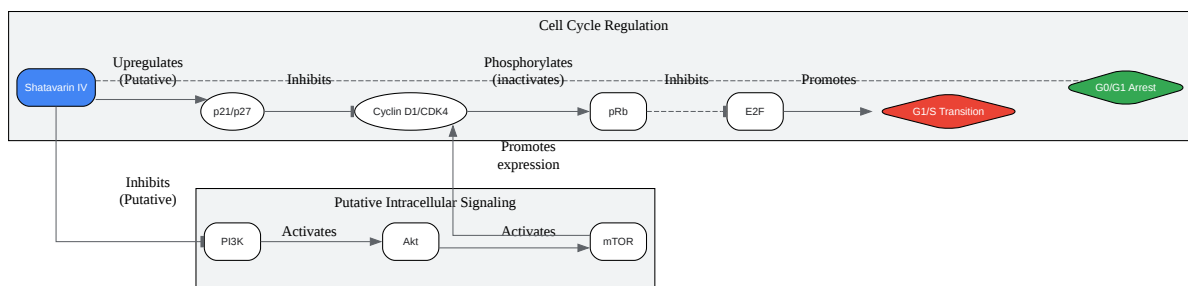 Cell Cycle Regulation
Upregulates
(Putative)
Phosphorylates
(inactivates)
Inhibits
Inhibits
Promotes
Shatavarin IV
G0/G1 Arrest
p21/p27
Cyclin D1/CDK4
pRb
E2F
G1/S Transition
Promotes
expression
Inhibits
(Putative)
Putative Intracellular Signaling
PI3K
Activates
Akt
Activates
mTOR